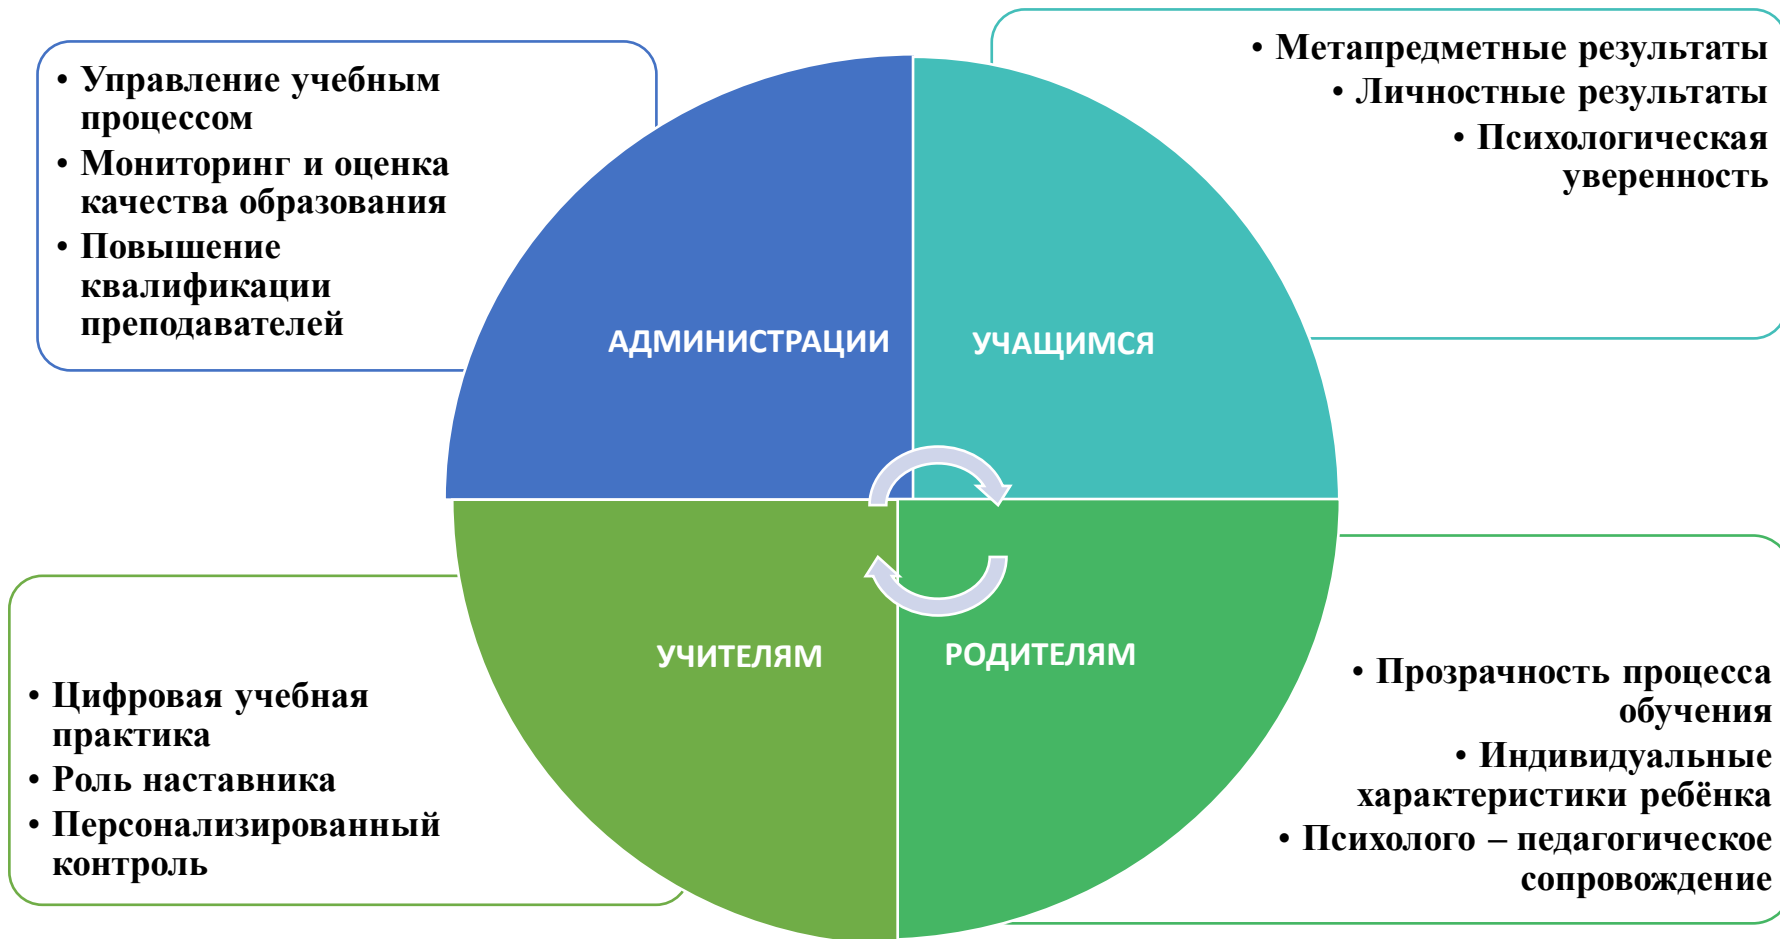 • Управление учебным
процессом
• Мониторинг и оценка
качества образования
• Повышение
квалификации
преподавателей
• Метапредметные результаты
• Личностные результаты
• Психологическая
уверенность
АДМИНИСТРАЦИИ
УЧАЩИМСЯ
УЧИТЕЛЯМ
РОДИТЕЛЯМ
• Цифровая учебная
практика
• Роль наставника
• Персонализированный
контроль
• Прозрачность процесса
обучения
• Индивидуальные
характеристики ребёнка
• Психолого – педагогическое
сопровождение